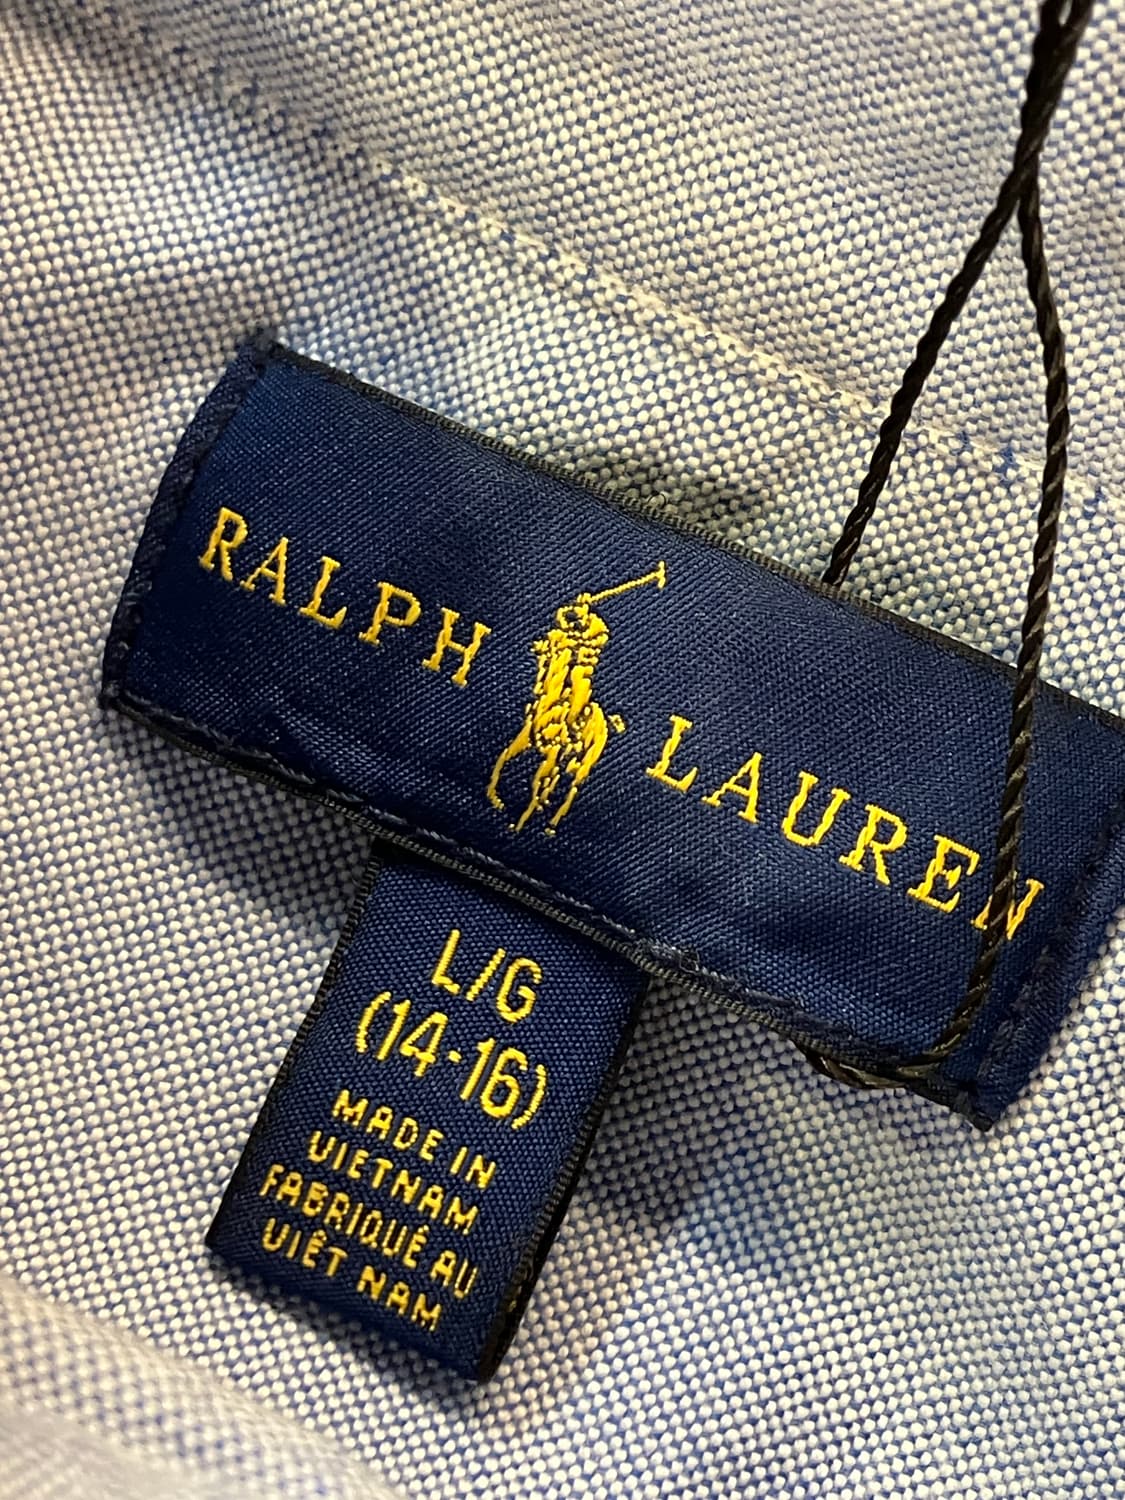 RALPH LAUREN
L/G
(14-16)
MADE IN
VIETNAM
FABRIQUÉ AU
VIÊT NAM